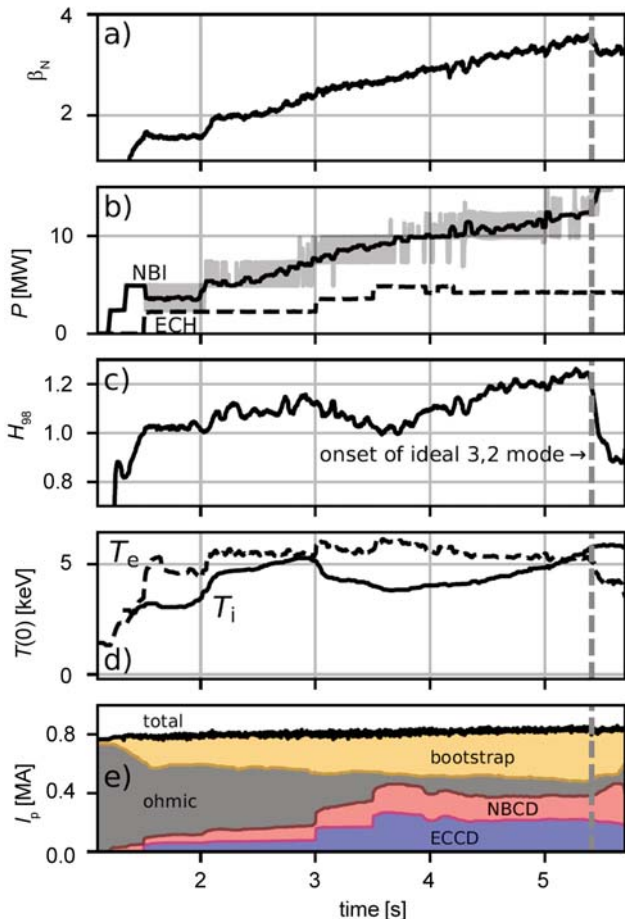 a)
4
2
β_N
b)
10
0
P [MW]
NBI
ECH
c)
1.2
1.0
0.8
H_98
onset of ideal 3,2 mode →
T_e
T_i
5
0
T(0) [keV]
d)
total
0.8
0.4
0.0
I_p [MA]
e)
bootstrap
ohmic
NBCD
ECCD
2 3 4 5
time [s]